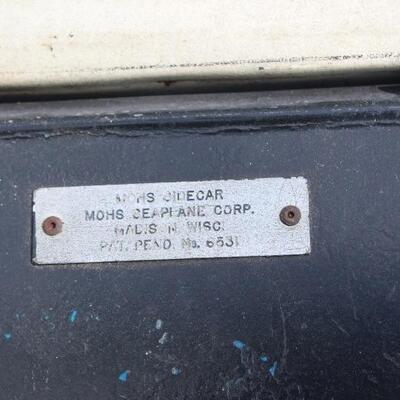 MOHS SIDECAR
MOHS SEAPLANE CORP.
MADIS N WISC.
PAT. PEND. No. 6531